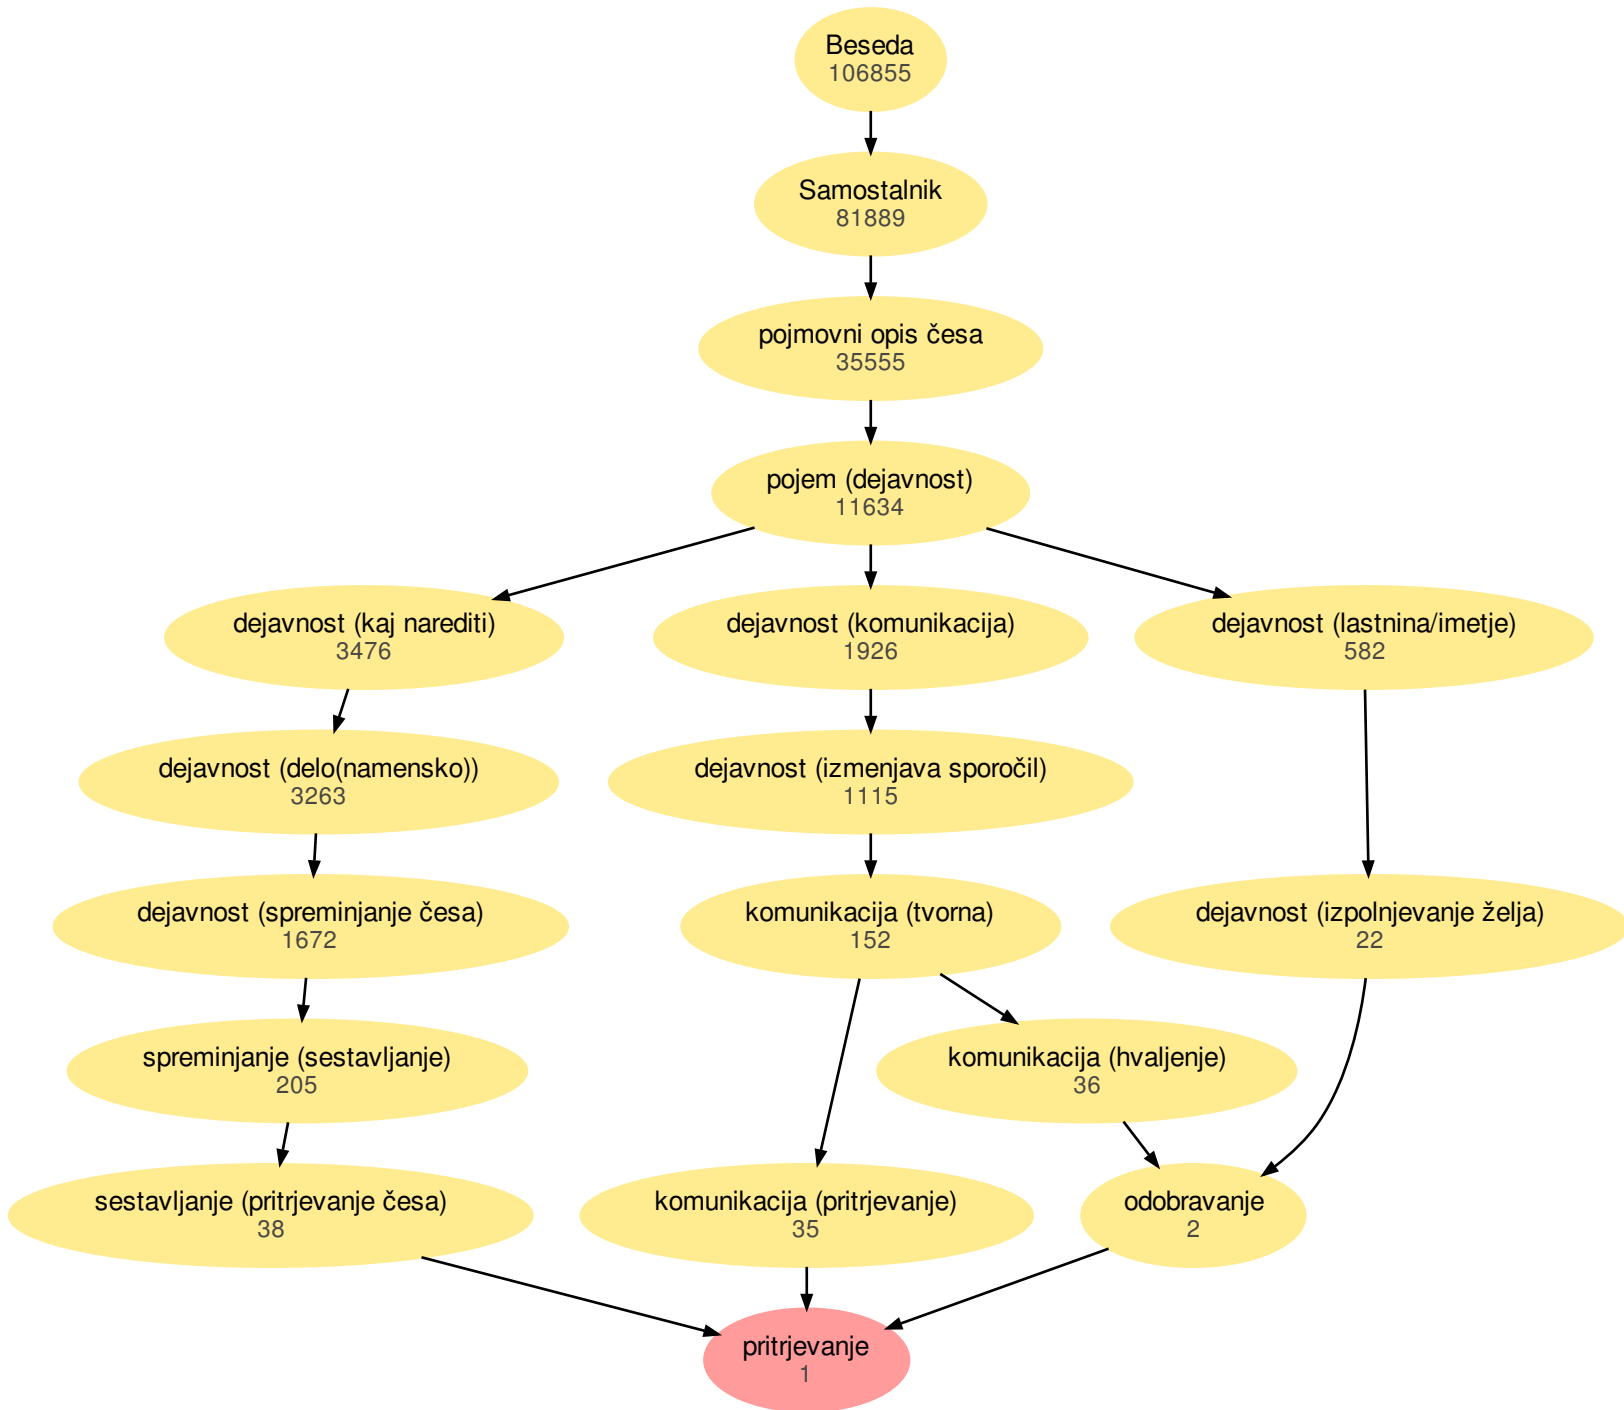 Beseda
106855
Samostalnik
81889
pojmovni opis česa
35555
pojem (dejavnost)
11634
dejavnost (kaj narediti)
3476
dejavnost (komunikacija)
1926
dejavnost (lastnina/imetje)
582
dejavnost (delo(namensko))
3263
dejavnost (izmenjava sporočil)
1115
dejavnost (spreminjanje česa)
1672
komunikacija (tvorna)
152
dejavnost (izpolnjevanje želja)
22
spreminjanje (sestavljanje)
205
komunikacija (hvaljenje)
36
sestavljanje (pritrjevanje česa)
38
komunikacija (pritrjevanje)
35
odobravanje
2
pritrjevanje
1